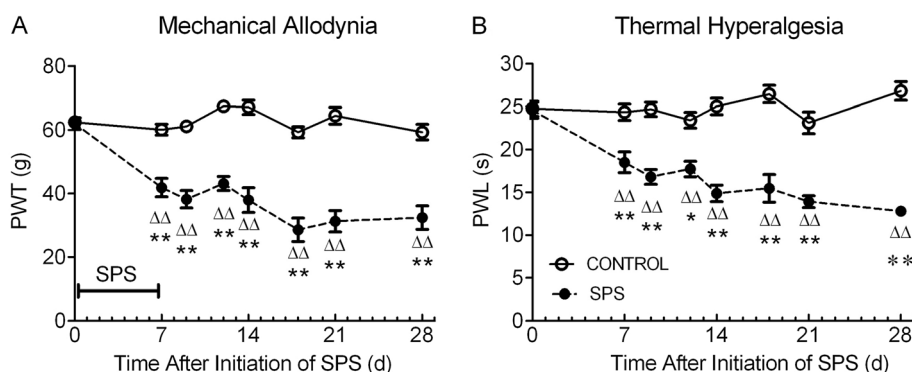 A Mechanical Allodynia
B Thermal Hyperalgesia
80
60
40
20
0
PWT (g)
ΔΔ ΔΔ ΔΔ ΔΔ ΔΔ ΔΔ ΔΔ
** ** ** ** ** ** **
SPS
0 7 14 21 28
Time After Initiation of SPS (d)
30
25
20
15
10
5
0
PWL (s)
ΔΔ ΔΔ ΔΔ ΔΔ ΔΔ ΔΔ ΔΔ
** ** * ** ** ** **
CONTROL
SPS
0 7 14 21 28
Time After Initiation of SPS (d)